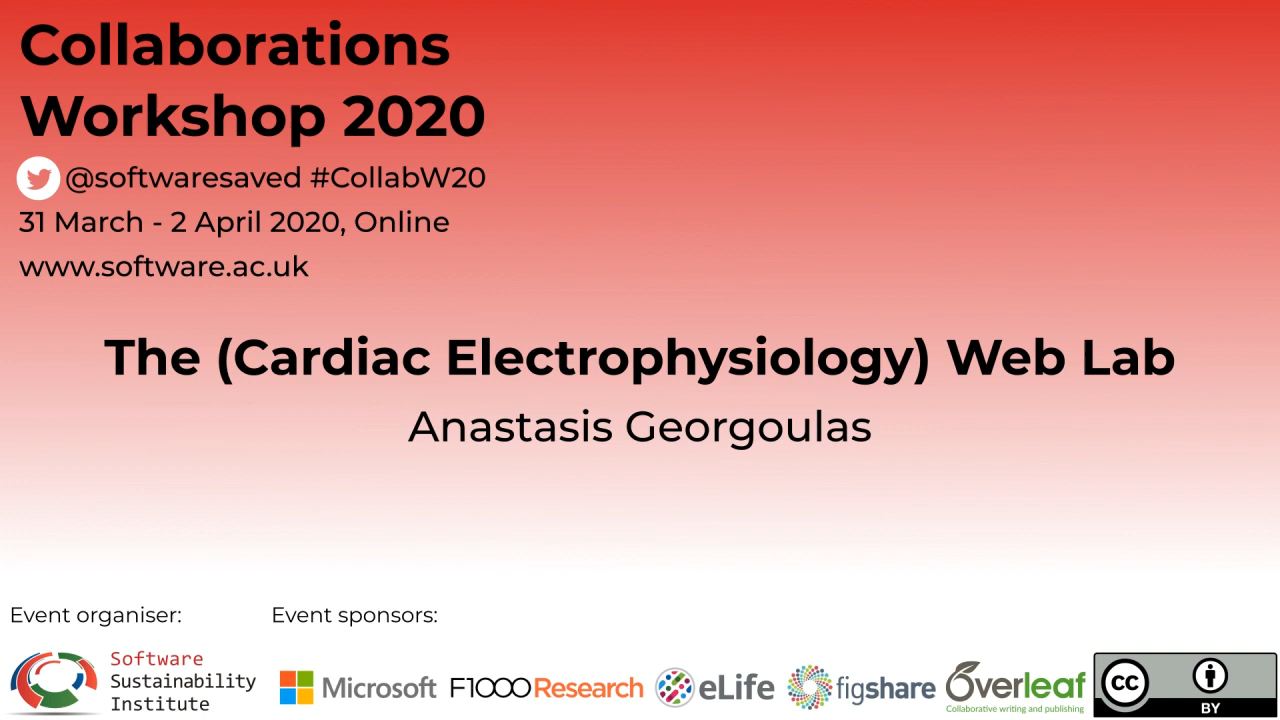 Collaborations
Workshop 2020
@softwaresaved #CollabW20
31 March - 2 April 2020, Online
www.software.ac.uk
The (Cardiac Electrophysiology) Web Lab
Anastasis Georgoulas
Event organiser:
Event sponsors:
Software
Sustainability
Institute
Microsoft
F1000Research
eLife
figshare
Overleaf
Collaborative writing and publishing
CC
BY